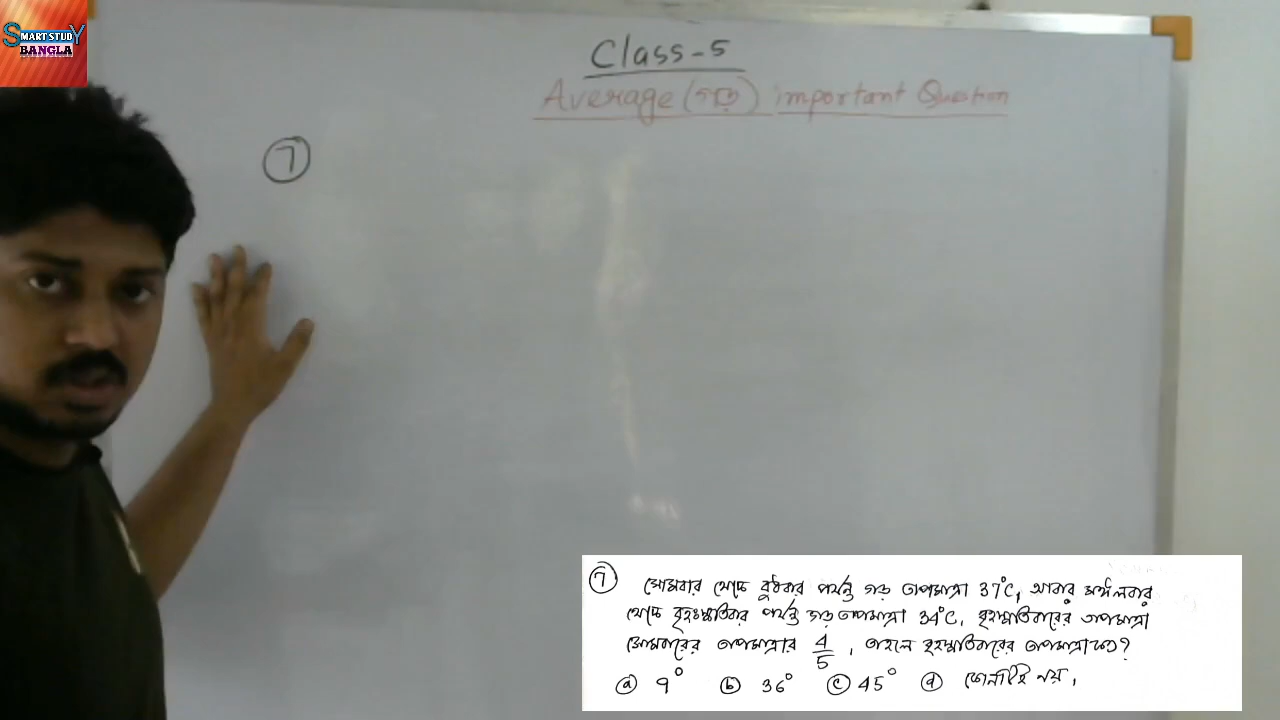 SMART STUDY
BANGLA
Class-5
Average (গড়) important Question
7
7 সোমবার থেকে বুধবার পর্যন্ত গড় তাপমাত্রা 37°C, আবার মঙ্গলবার
থেকে বৃহস্পতিবার পর্যন্ত গড় তাপমাত্রা 34°C, বৃহস্পতিবারের তাপমাত্রা
সোমবারের তাপমাত্রার 4/5, তাহলে বৃহস্পতিবারের তাপমাত্রা কত?
a 9° b 36° c 45° d কোনটাই নয়,